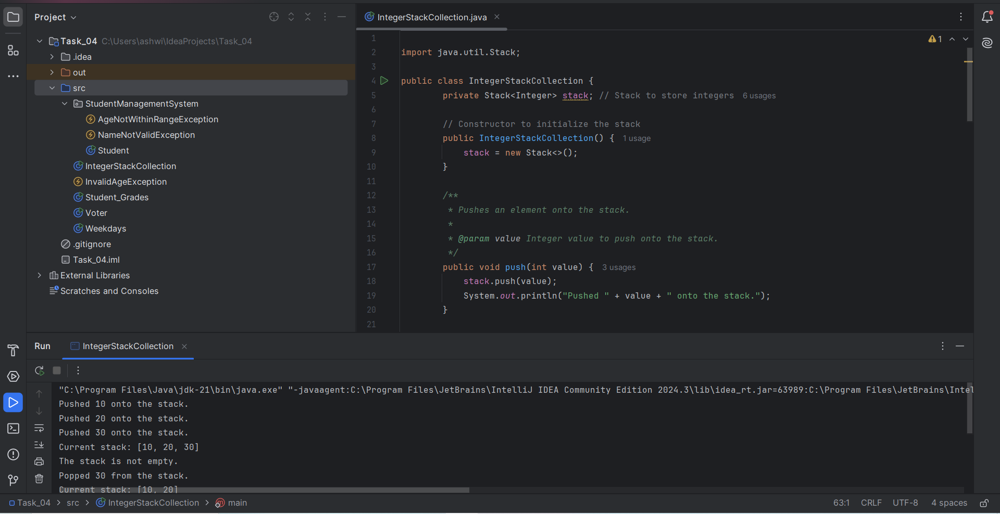 Project
Task_04 C:\Users\ashwi\IdeaProjects\Task_04
.idea
out
src
StudentManagementSystem
AgeNotWithinRangeException
NameNotValidException
Student
IntegerStackCollection
InvalidAgeException
Student_Grades
Voter
Weekdays
.gitignore
Task_04.iml
External Libraries
Scratches and Consoles
IntegerStackCollection.java
1
1
2 import java.util.Stack;
3
4 public class IntegerStackCollection {
5 private Stack<Integer> stack; // Stack to store integers 6 usages
6
7 // Constructor to initialize the stack
8 public IntegerStackCollection() { 1 usage
9 stack = new Stack<>();
10 }
11
12 /**
13 * Pushes an element onto the stack.
14 *
15 * @param value Integer value to push onto the stack.
16 */
17 public void push(int value) { 3 usages
18 stack.push(value);
19 System.out.println("Pushed " + value + " onto the stack.");
20 }
21
Run IntegerStackCollection
"C:\Program Files\Java\jdk-21\bin\java.exe" "-javaagent:C:\Program Files\JetBrains\IntelliJ IDEA Community Edition 2024.3\lib\idea_rt.jar=63989:C:\Program Files\JetBrains\Intel
Pushed 10 onto the stack.
Pushed 20 onto the stack.
Pushed 30 onto the stack.
Current stack: [10, 20, 30]
The stack is not empty.
Popped 30 from the stack.
Current stack: [10, 20]
Task_04 > src > IntegerStackCollection > main
63:1 CRLF UTF-8 4 spaces